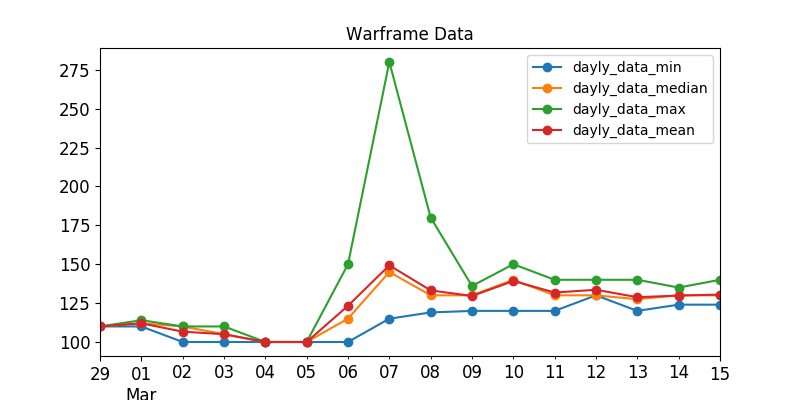 Warframe Data
dayly_data_min
dayly_data_median
dayly_data_max
dayly_data_mean
275
250
225
200
175
150
125
100
29 01 02 03 04 05 06 07 08 09 10 11 12 13 14 15
Mar